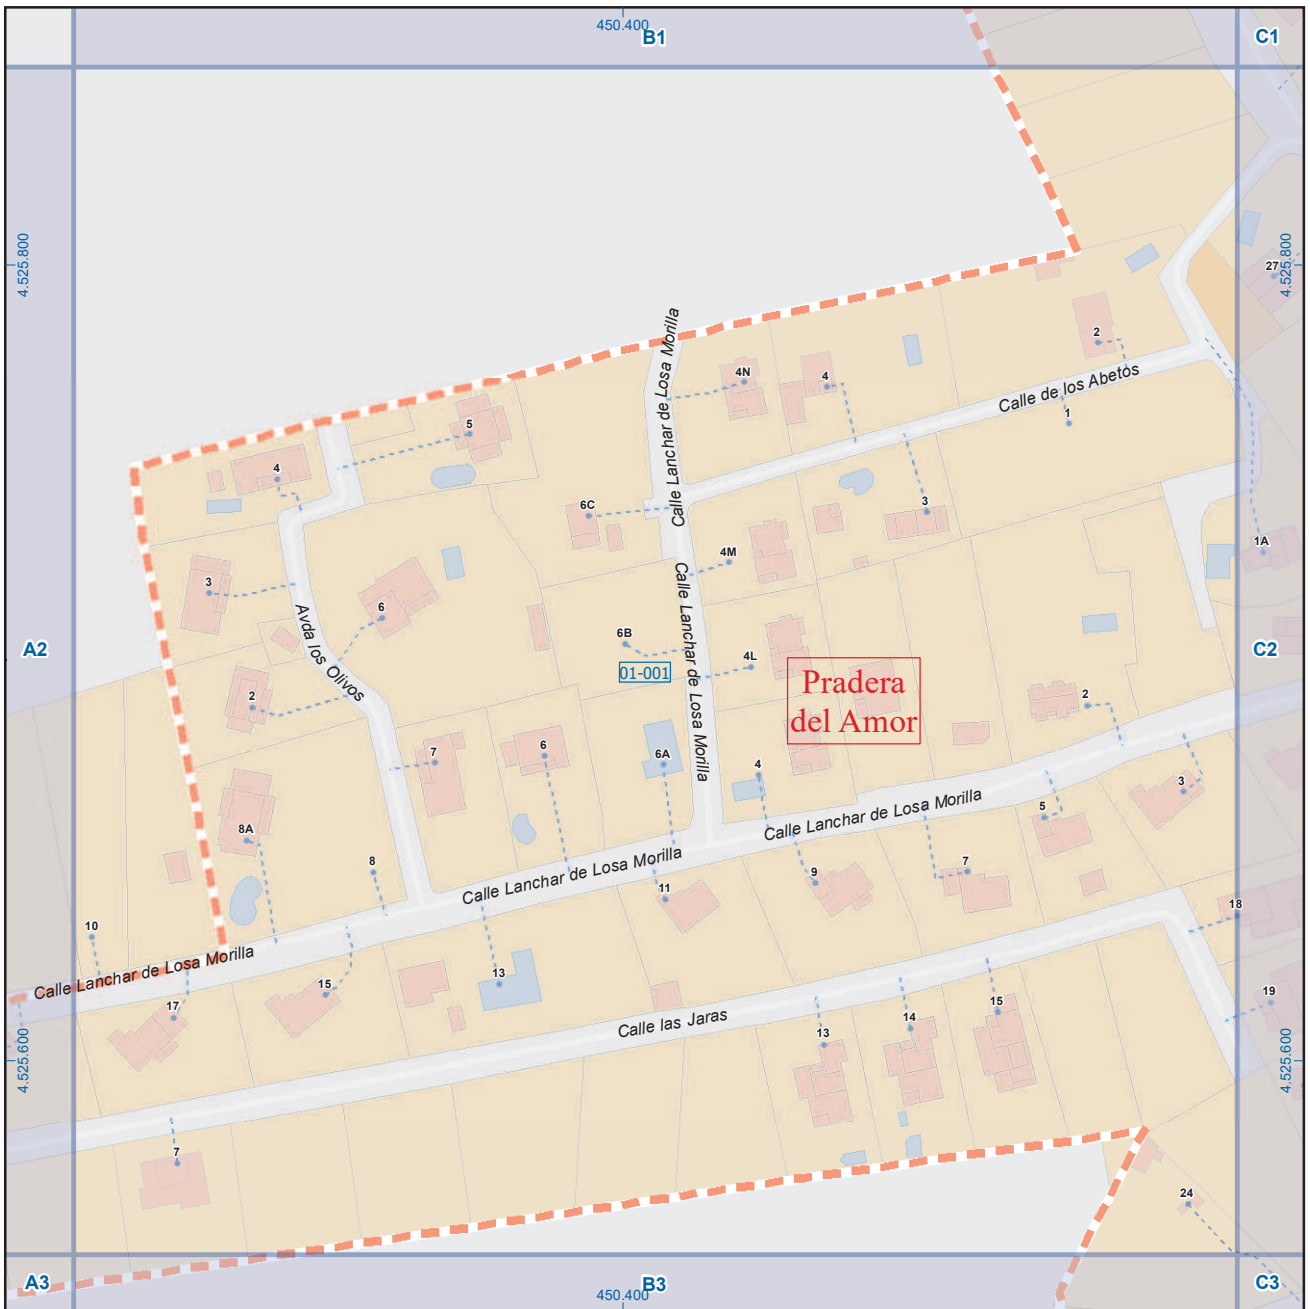 450.400
B1
C1
4.525.800
4.525.800
27
2
Calle de los Abetos
1
4N
4
Calle Lanchar de Losa Morilla
5
4
6C
3
1A
4M
3
6
Avda los Olivos
Calle Lanchar de Losa Morilla
6B
01-001
4L
A2
C2
Pradera
del Amor
2
2
7
6
6A
4
3
5
Calle Lanchar de Losa Morilla
8A
8
Calle Lanchar de Losa Morilla
9
7
11
18
10
Calle Lanchar de Losa Morilla
17
15
13
19
Calle las Jaras
13
14
15
4.525.600
4.525.600
7
24
A3
450.400
B3
C3